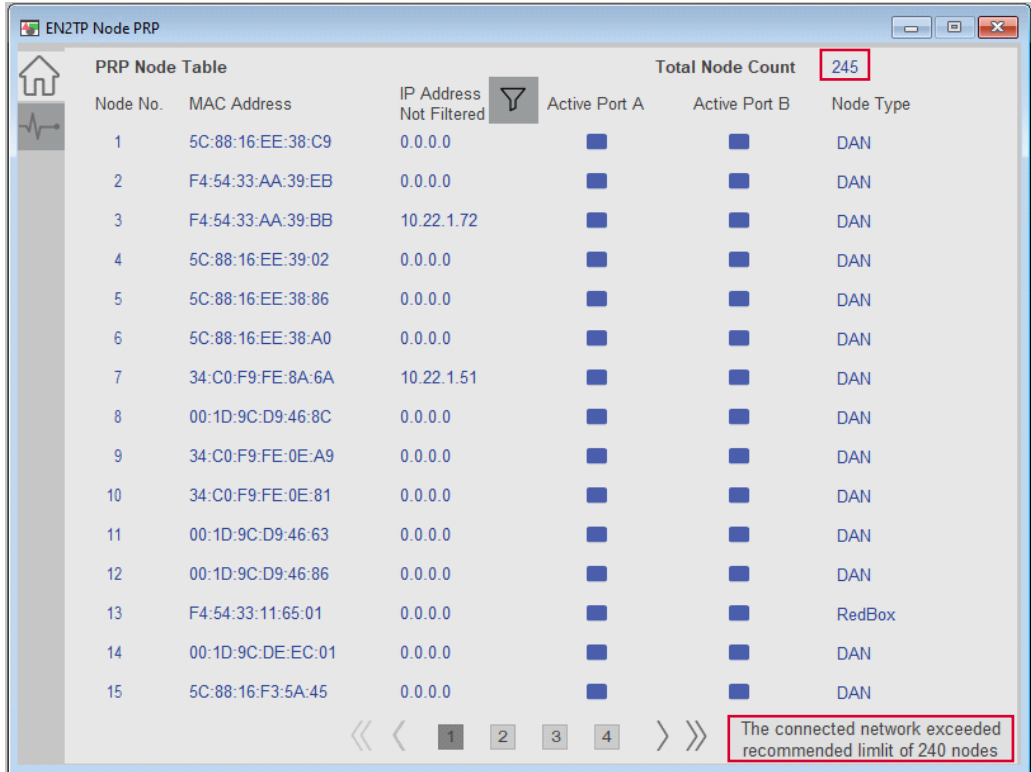 EN2TP Node PRP
PRP Node Table Total Node Count 245
Node No. MAC Address IP Address Not Filtered Active Port A Active Port B Node Type
1 5C:88:16:EE:38:C9 0.0.0.0 DAN
2 F4:54:33:AA:39:EB 0.0.0.0 DAN
3 F4:54:33:AA:39:BB 10.22.1.72 DAN
4 5C:88:16:EE:39:02 0.0.0.0 DAN
5 5C:88:16:EE:38:86 0.0.0.0 DAN
6 5C:88:16:EE:38:A0 0.0.0.0 DAN
7 34:C0:F9:FE:8A:6A 10.22.1.51 DAN
8 00:1D:9C:D9:46:8C 0.0.0.0 DAN
9 34:C0:F9:FE:0E:A9 0.0.0.0 DAN
10 34:C0:F9:FE:0E:81 0.0.0.0 DAN
11 00:1D:9C:D9:46:63 0.0.0.0 DAN
12 00:1D:9C:D9:46:86 0.0.0.0 DAN
13 F4:54:33:11:65:01 0.0.0.0 RedBox
14 00:1D:9C:DE:EC:01 0.0.0.0 DAN
15 5C:88:16:F3:5A:45 0.0.0.0 DAN
1 2 3 4
The connected network exceeded
recommended limlit of 240 nodes